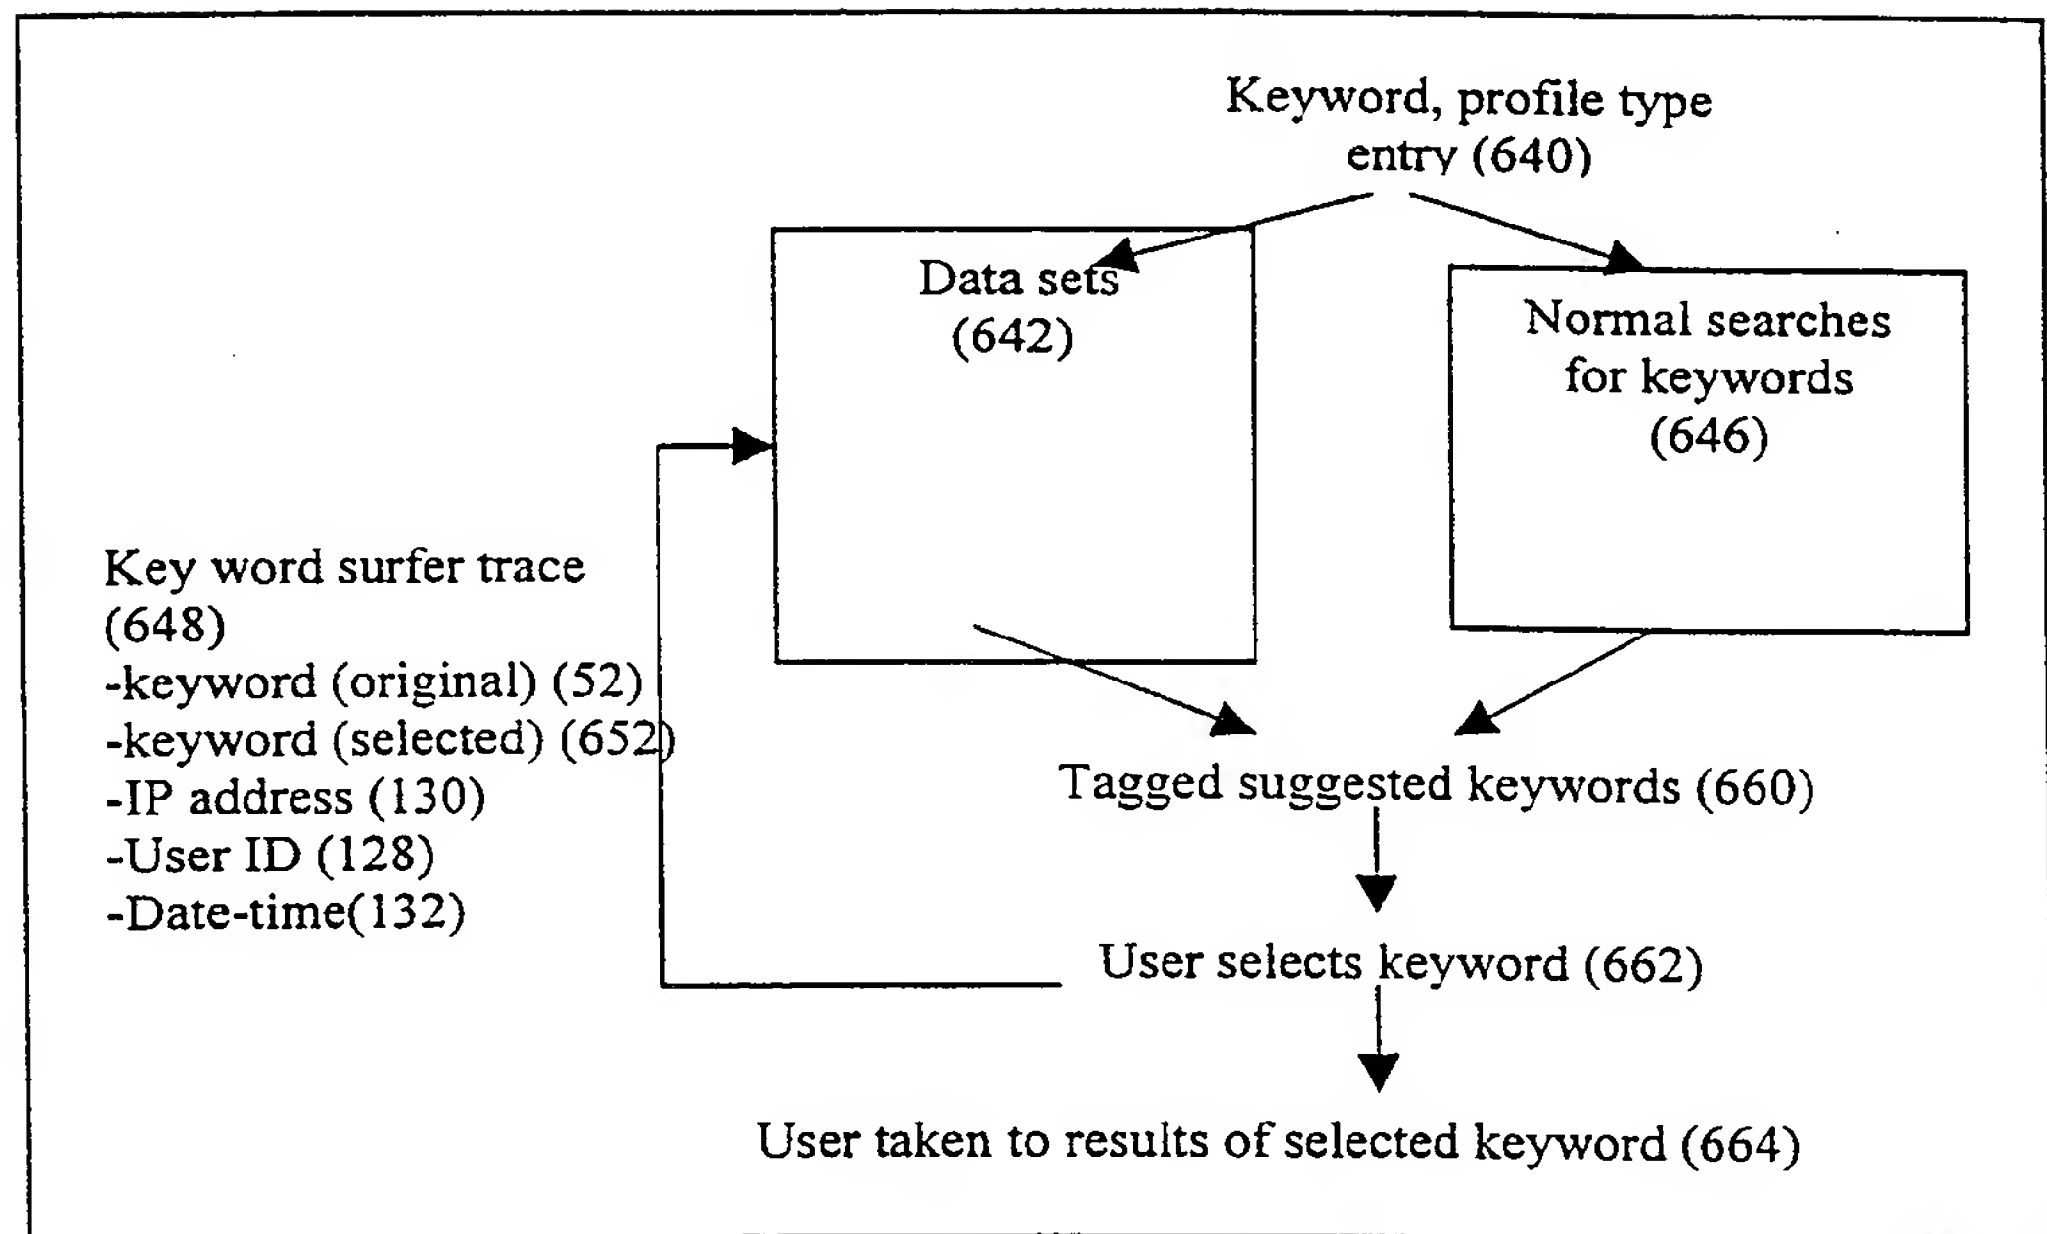 Keyword, profile type
entry (640)
Data sets
(642)
Normal searches
for keywords
(646)
Key word surfer trace
(648)
-keyword (original) (52)
-keyword (selected) (652)
-IP address (130)
-User ID (128)
-Date-time(132)
Tagged suggested keywords (660)
User selects keyword (662)
User taken to results of selected keyword (664)